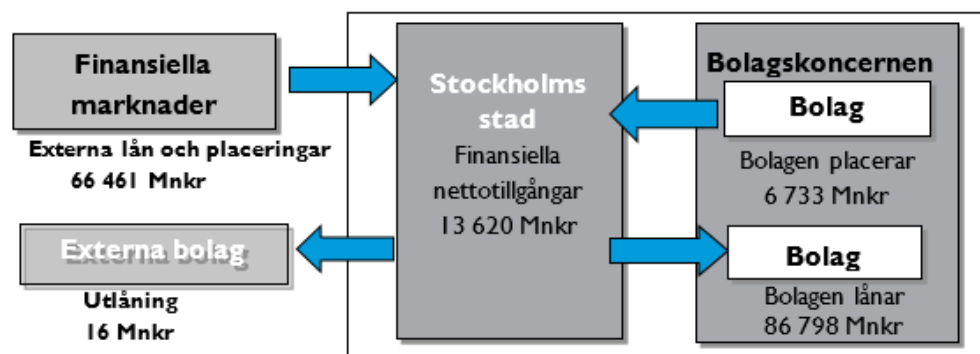 Finansiella
marknader
Externa lån och placeringar
66 461 Mnkr
Externa bolag
Utlåning
16 Mnkr
Stockholms
stad
Finansiella
nettotillgångar
13 620 Mnkr
Bolagskoncernen
Bolag
Bolagen placerar
6 733 Mnkr
Bolag
Bolagen lånar
86 798 Mnkr